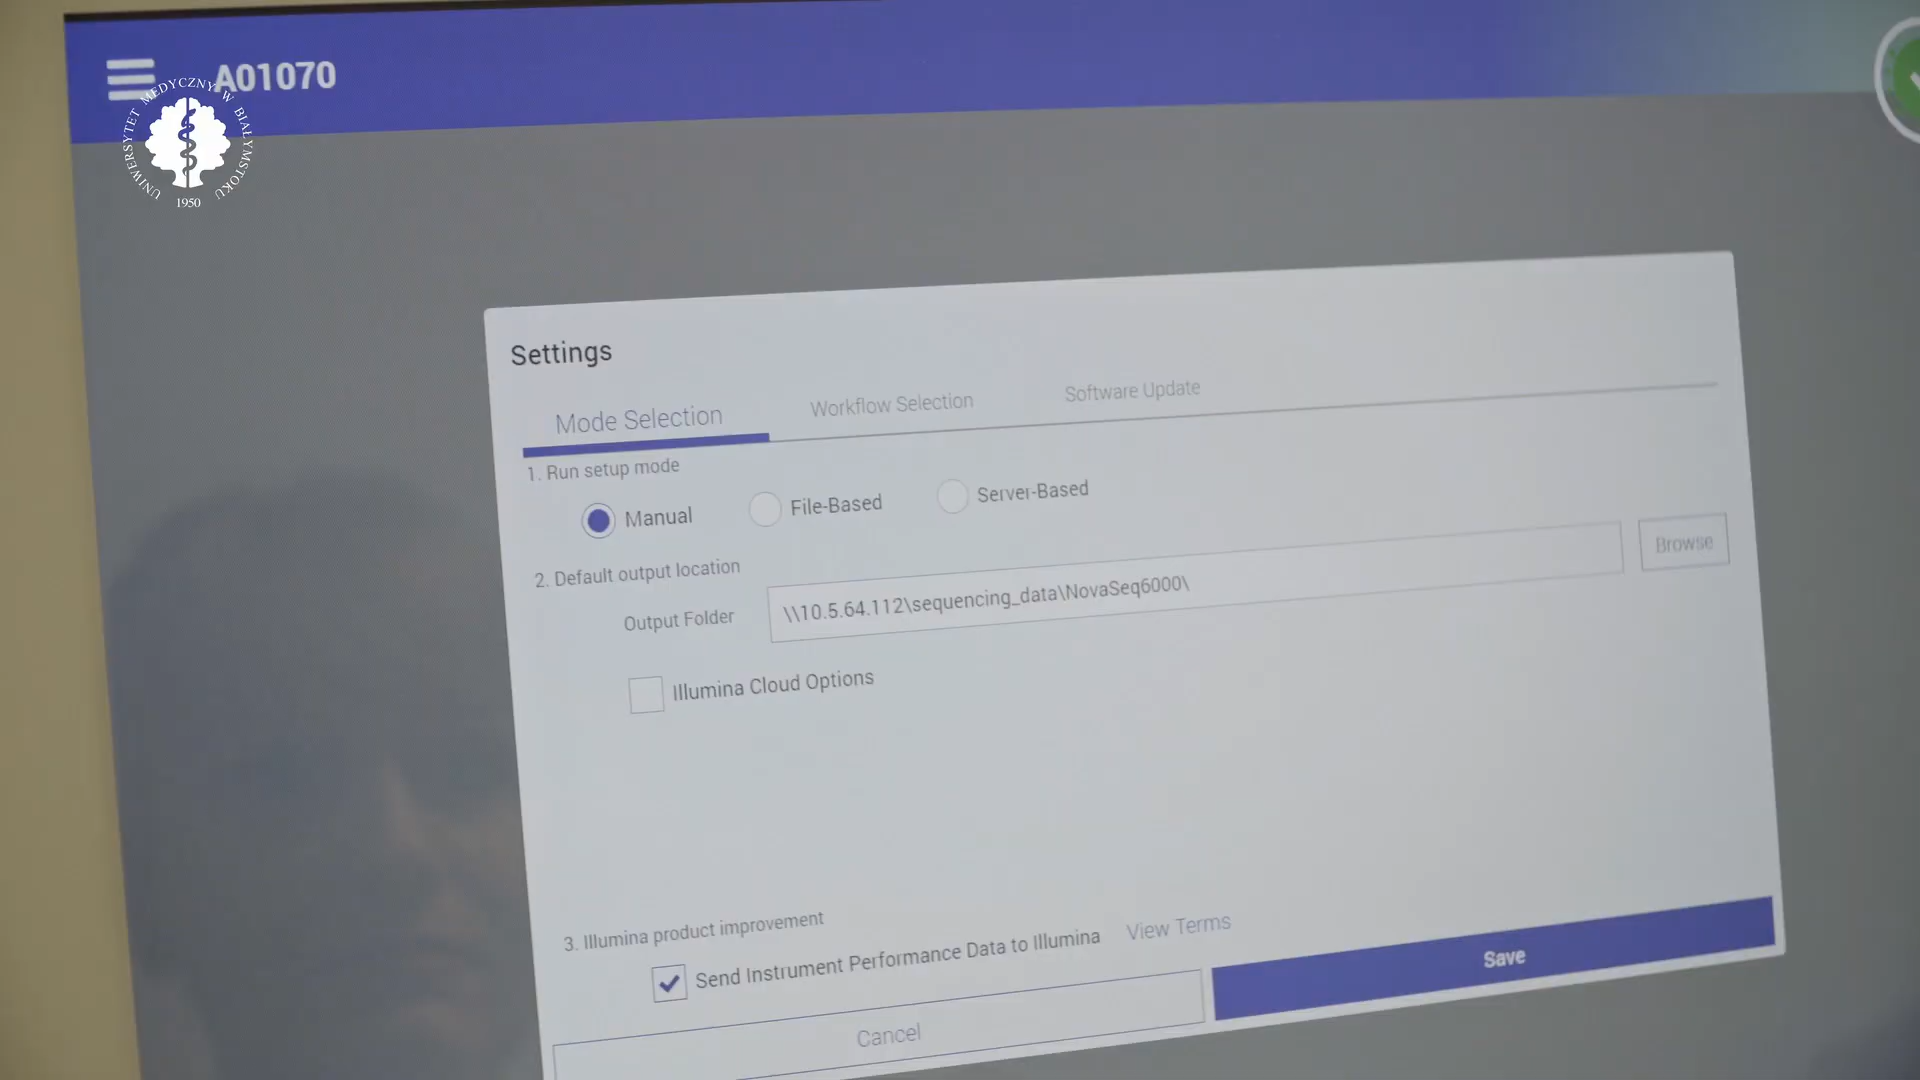 A01070
UNIWERSYTET MEDYCZNY W BIAŁYMSTOKU
1950
Settings
Mode Selection
Workflow Selection
Software Update
1. Run setup mode
Manual
File-Based
Server-Based
2. Default output location
Output Folder
\\10.5.64.112\sequencing_data\NovaSeq6000\
Browse
Illumina Cloud Options
3. Illumina product improvement
Send Instrument Performance Data to Illumina
View Terms
Cancel
Save